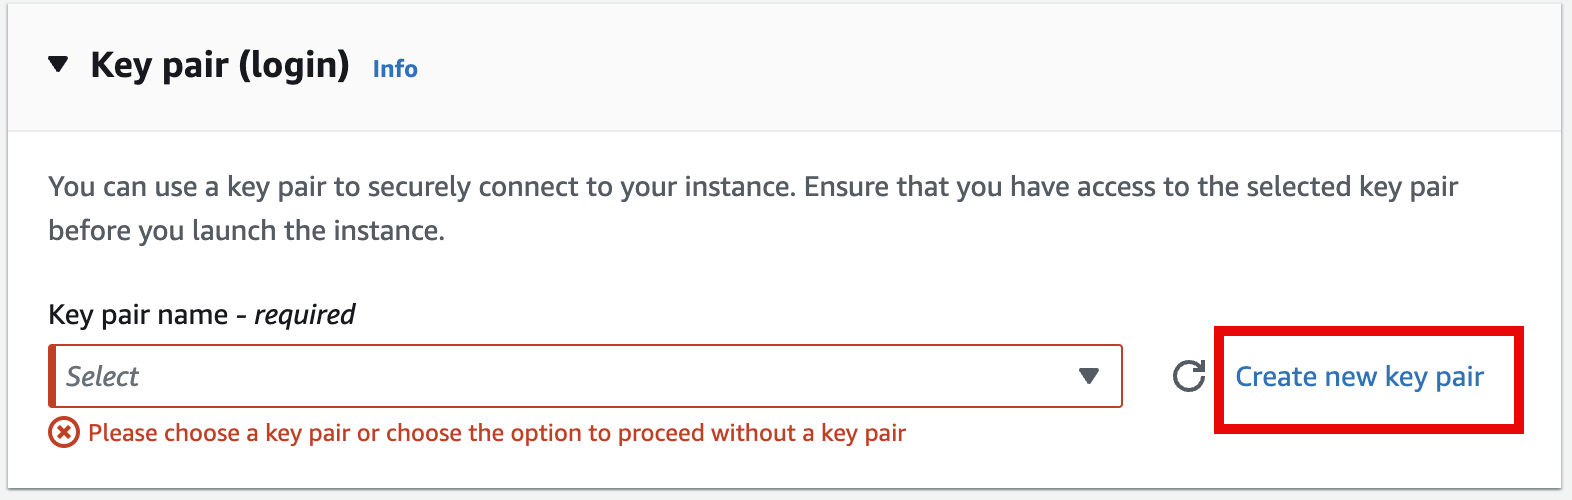 Key pair (login) Info
You can use a key pair to securely connect to your instance. Ensure that you have access to the selected key pair
before you launch the instance.
Key pair name - required
Select
Create new key pair
Please choose a key pair or choose the option to proceed without a key pair